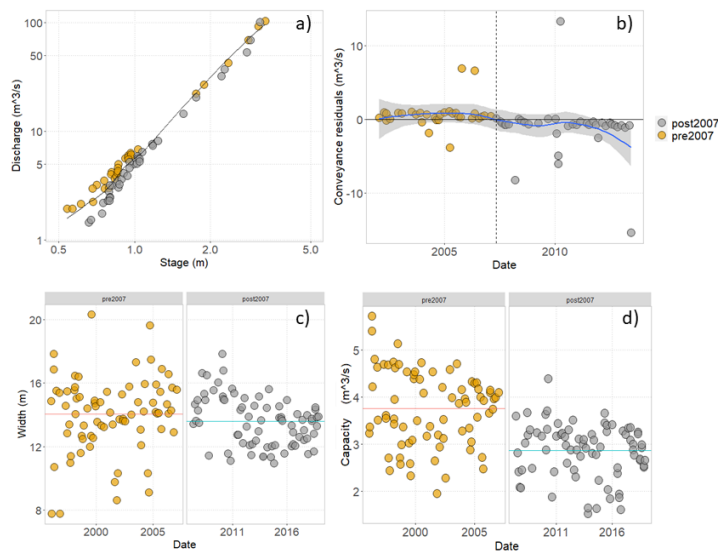 a)
Discharge (m^3/s)
100
10
5
1
0.5
1.0
2.0
5.0
Stage (m)
b)
Conveyance residuals (m^3/s)
10
0
-10
2005
2010
Date
post2007
pre2007
pre2007
post2007
c)
Width (m)
20
16
12
8
2000
2005
2011
2016
Date
pre2007
post2007
d)
Capacity
(m^3/s)
5
4
3
2
2000
2005
2011
2016
Date